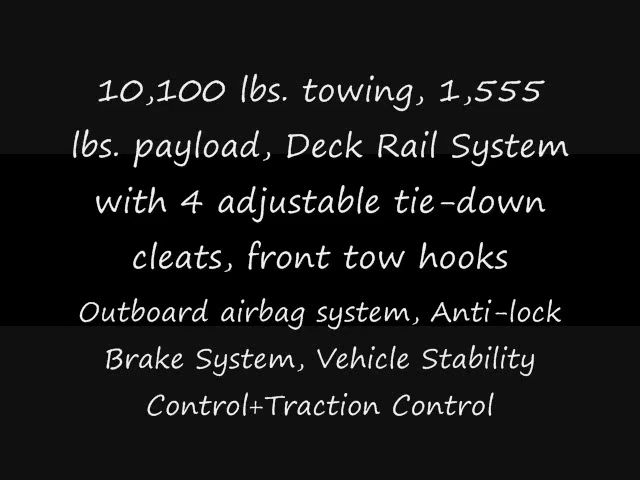 10,100 lbs. towing, 1,555
lbs. payload, Deck Rail System
with 4 adjustable tie-down
cleats, front tow hooks
Outboard airbag system, Anti-lock
Brake System, Vehicle Stability
Control+Traction Control